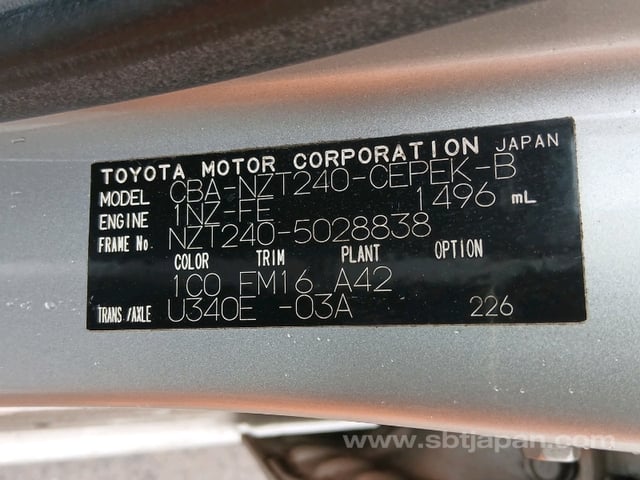 TOYOTA MOTOR CORPORATION JAPAN
MODEL CBA-NZT240-CEPEK-B
ENGINE 1NZ-FE 1496 mL
FRAME No. NZT240-5028838
COLOR TRIM PLANT OPTION
1C0 FM16 A42
TRANS./AXLE U340E -03A 226
www.sbtjapan.com